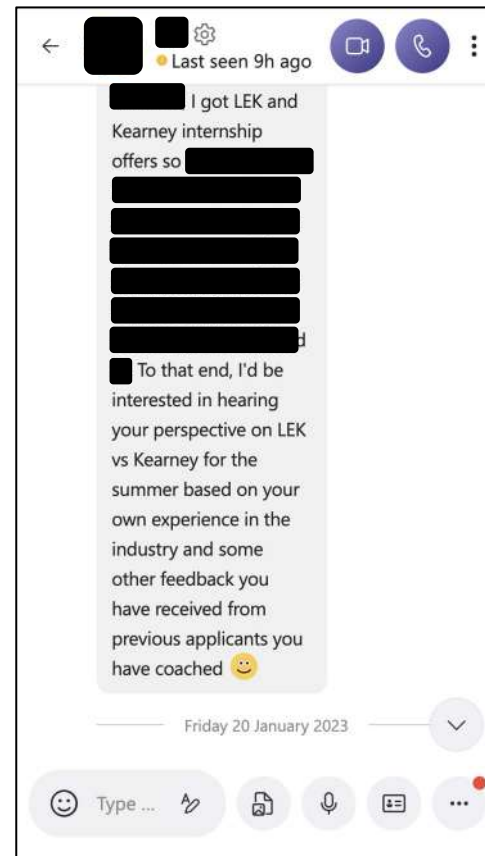 Last seen 9h ago
I got LEK and
Kearney internship
offers so
d
To that end, I'd be
interested in hearing
your perspective on LEK
vs Kearney for the
summer based on your
own experience in the
industry and some
other feedback you
have received from
previous applicants you
have coached
Friday 20 January 2023
Type ...